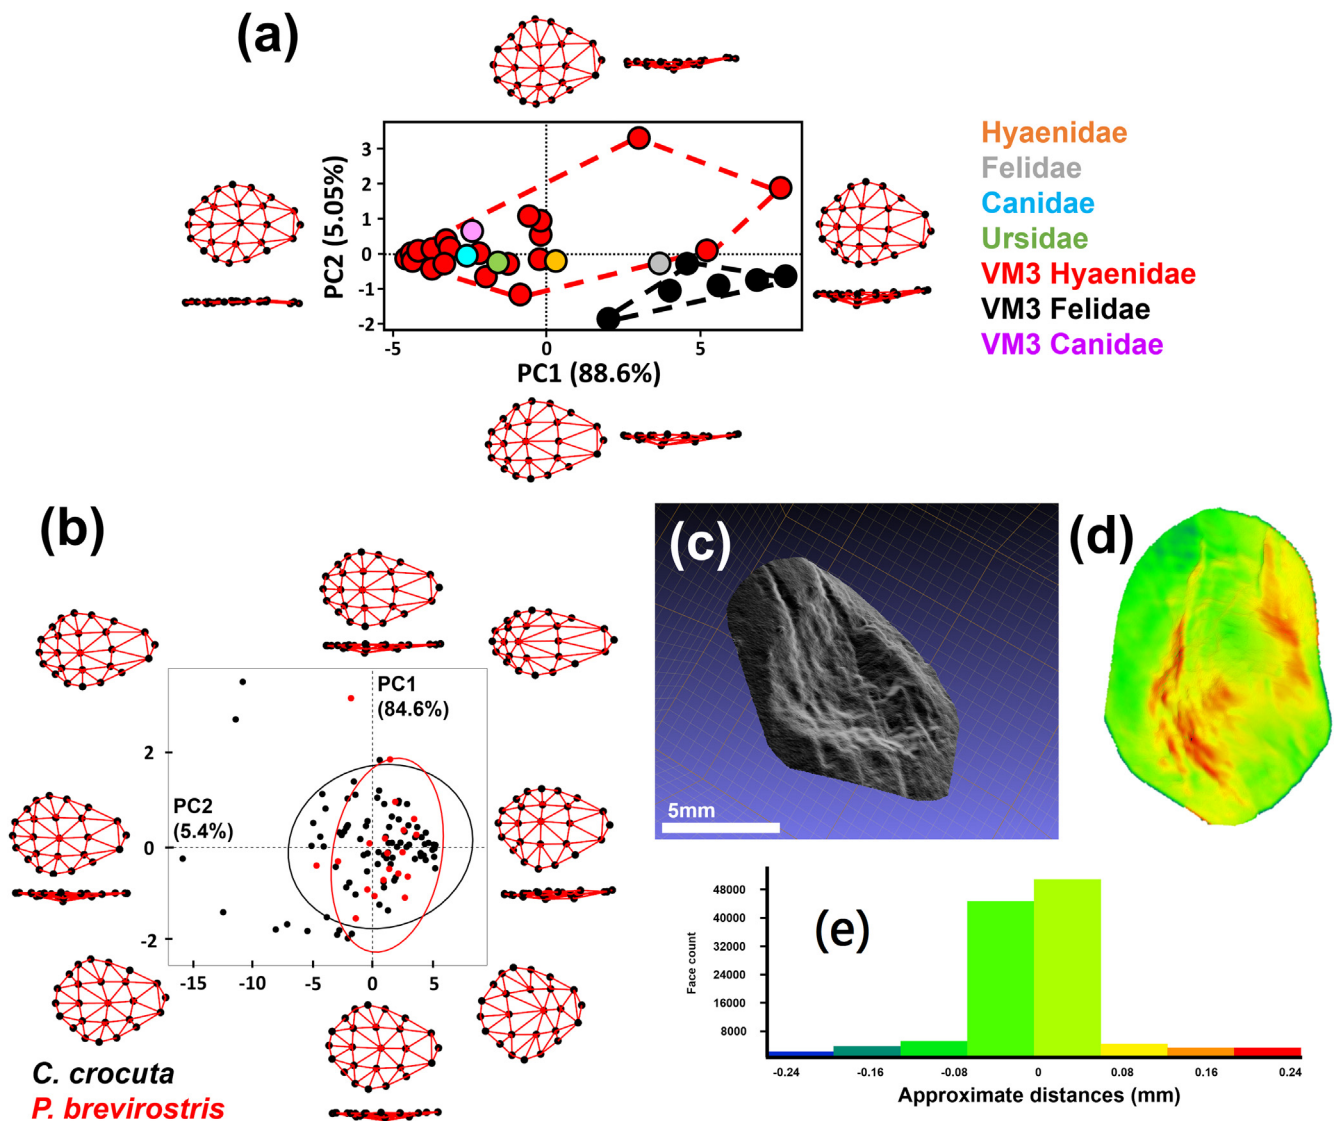 (a)
3
2
1
0
-1
-2
PC2 (5.05%)
-5
0
5
PC1 (88.6%)
Hyaenidae
Felidae
Canidae
Ursidae
VM3 Hyaenidae
VM3 Felidae
VM3 Canidae
(b)
PC1
(84.6%)
PC2
(5.4%)
2
0
-2
-15
-10
-5
0
5
C. crocuta
P. brevirostris
(c)
5mm
(d)
(e)
48000
40000
32000
24000
16000
8000
Face count
-0.24
-0.16
-0.08
0
0.08
0.16
0.24
Approximate distances (mm)